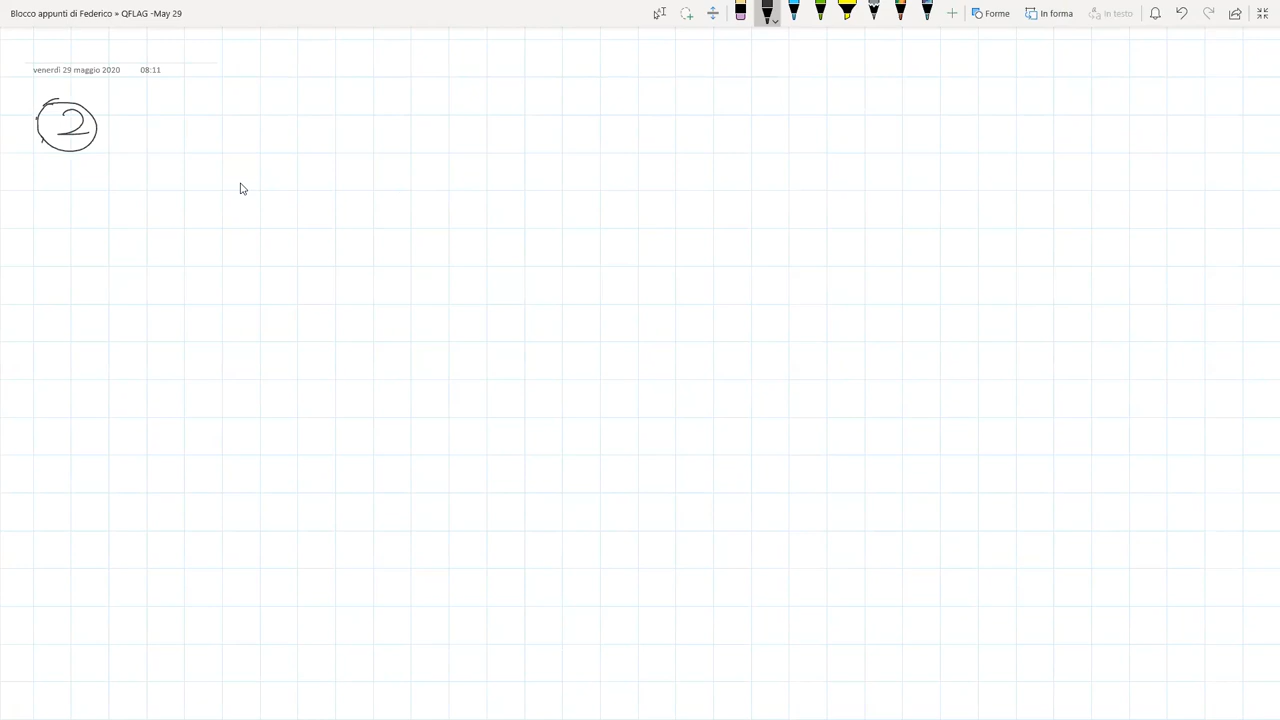 Blocco appunti di Federico » QFLAG -May 29
Forme
In forma
In testo
venerdì 29 maggio 2020 08:11
2